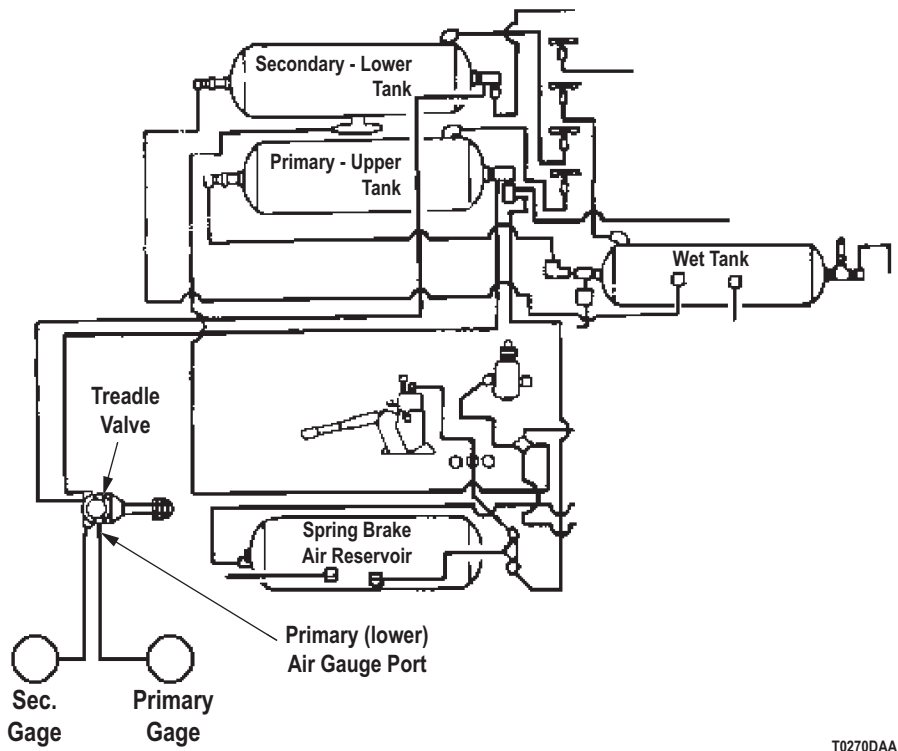 Secondary - Lower
Tank
Primary - Upper
Tank
Wet Tank
Treadle
Valve
Spring Brake
Air Reservoir
Primary (lower)
Air Gauge Port
Sec.
Gage
Primary
Gage
T0270DAA